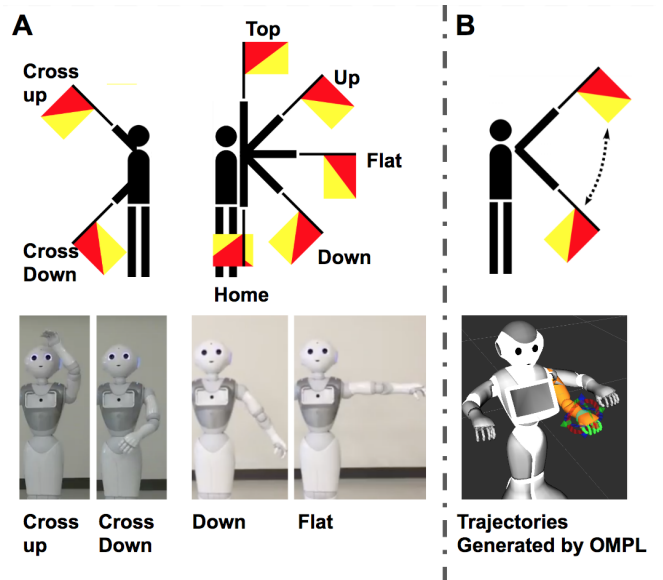 A
B
Top
Cross
up
Up
Flat
Cross
Down
Down
Home
Cross
up
Cross
Down
Down
Flat
Trajectories
Generated by OMPL